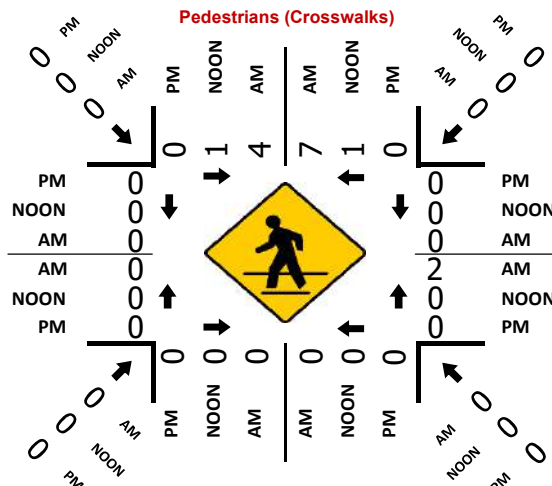 Pedestrians (Crosswalks)
0 PM
0 NOON
0 AM
PM NOON AM AM NOON PM
PM 0
NOON 0
AM 0
0 1 4 7 1 0
PM 0 0 PM
NOON 0 0 NOON
AM 0 0 AM
AM 0 2 AM
NOON 0 0 NOON
PM 0 0 PM
0 0 0 0 0 0
PM NOON AM AM NOON PM
0 AM
0 NOON
0 PM
AM 0
NOON 0
PM 0